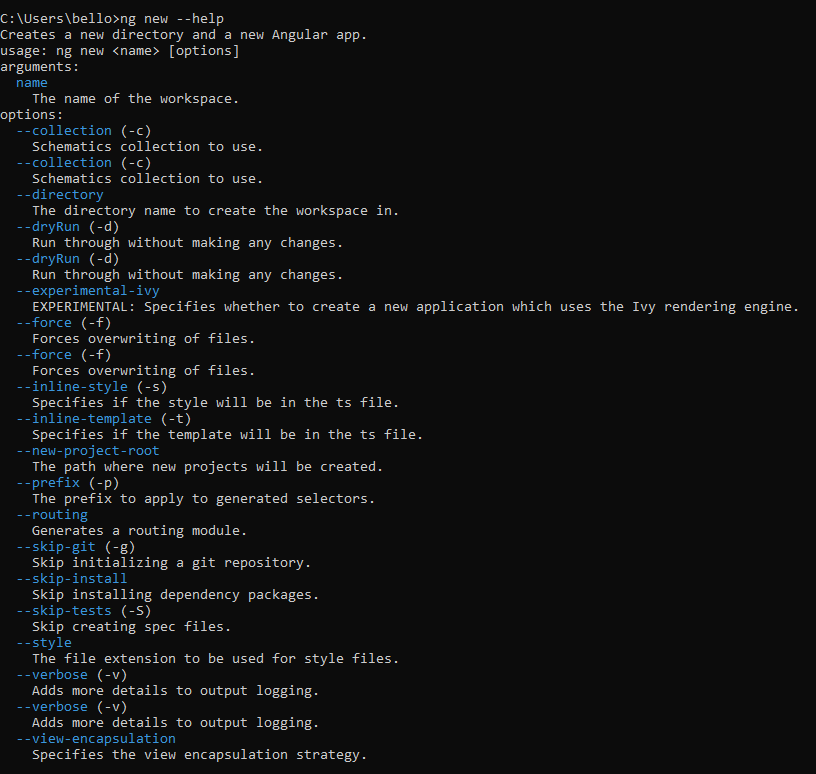 C:\Users\bello>ng new --help
Creates a new directory and a new Angular app.
usage: ng new <name> [options]
arguments:
  name
    The name of the workspace.
options:
  --collection (-c)
    Schematics collection to use.
  --collection (-c)
    Schematics collection to use.
  --directory
    The directory name to create the workspace in.
  --dryRun (-d)
    Run through without making any changes.
  --dryRun (-d)
    Run through without making any changes.
  --experimental-ivy
    EXPERIMENTAL: Specifies whether to create a new application which uses the Ivy rendering engine.
  --force (-f)
    Forces overwriting of files.
  --force (-f)
    Forces overwriting of files.
  --inline-style (-s)
    Specifies if the style will be in the ts file.
  --inline-template (-t)
    Specifies if the template will be in the ts file.
  --new-project-root
    The path where new projects will be created.
  --prefix (-p)
    The prefix to apply to generated selectors.
  --routing
    Generates a routing module.
  --skip-git (-g)
    Skip initializing a git repository.
  --skip-install
    Skip installing dependency packages.
  --skip-tests (-S)
    Skip creating spec files.
  --style
    The file extension to be used for style files.
  --verbose (-v)
    Adds more details to output logging.
  --verbose (-v)
    Adds more details to output logging.
  --view-encapsulation
    Specifies the view encapsulation strategy.